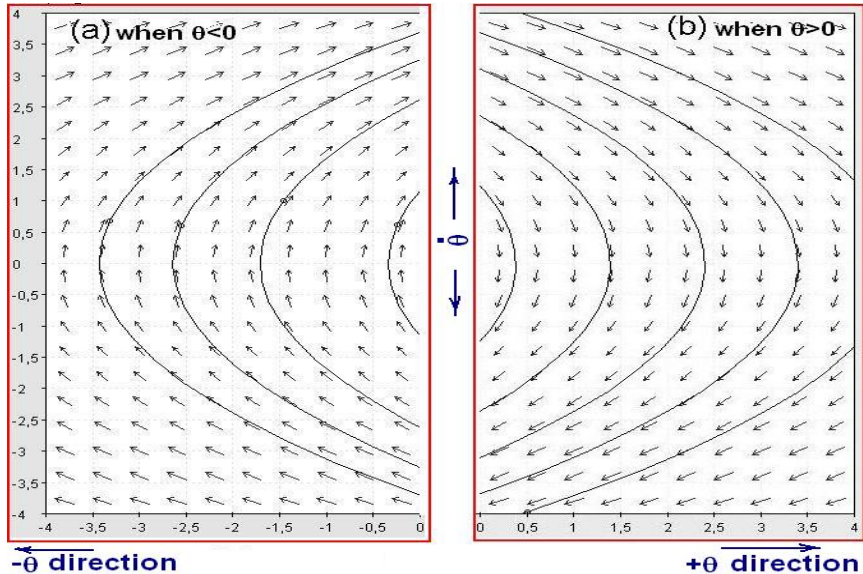 (a) when θ<0
(b) when θ>0
4
3,5
3
2,5
2
1,5
1
0,5
0
-0,5
-1
-1,5
-2
-2,5
-3
-3,5
-4
-4 -3,5 -3 -2,5 -2 -1,5 -1 -0,5 0
0 0,5 1 1,5 2 2,5 3 3,5 4
θ̇
-θ direction
+θ direction